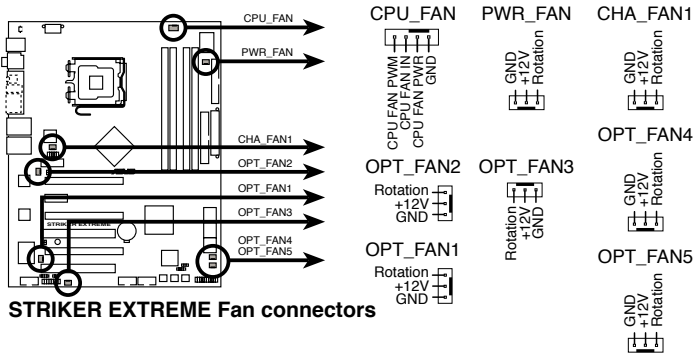 CPU_FAN
PWR_FAN
CHA_FAN1
OPT_FAN2
OPT_FAN1
OPT_FAN3
OPT_FAN4
OPT_FAN5
STRIKER EXTREME
STRIKER EXTREME Fan connectors
CPU_FAN
CPU FAN PWM
CPU FAN IN
CPU FAN PWR
GND
PWR_FAN
GND
+12V
Rotation
CHA_FAN1
GND
+12V
Rotation
OPT_FAN4
GND
+12V
Rotation
OPT_FAN2
Rotation
+12V
GND
OPT_FAN3
Rotation
+12V
GND
OPT_FAN1
Rotation
+12V
GND
OPT_FAN5
GND
+12V
Rotation